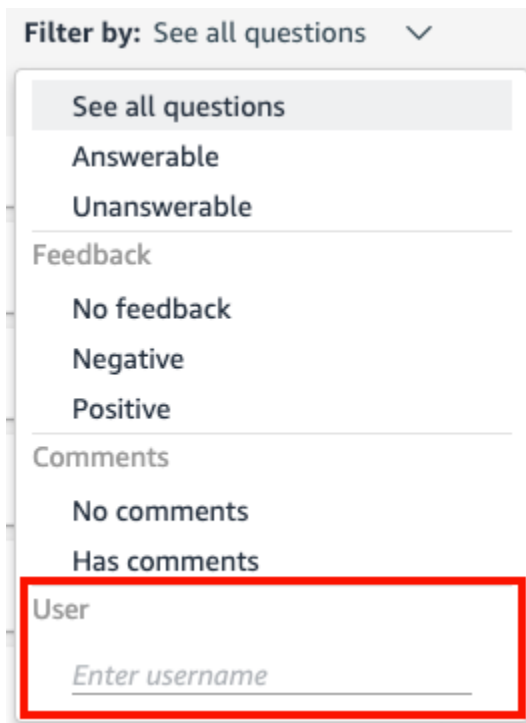 Filter by: See all questions
See all questions
Answerable
Unanswerable
Feedback
No feedback
Negative
Positive
Comments
No comments
Has comments
User
Enter username